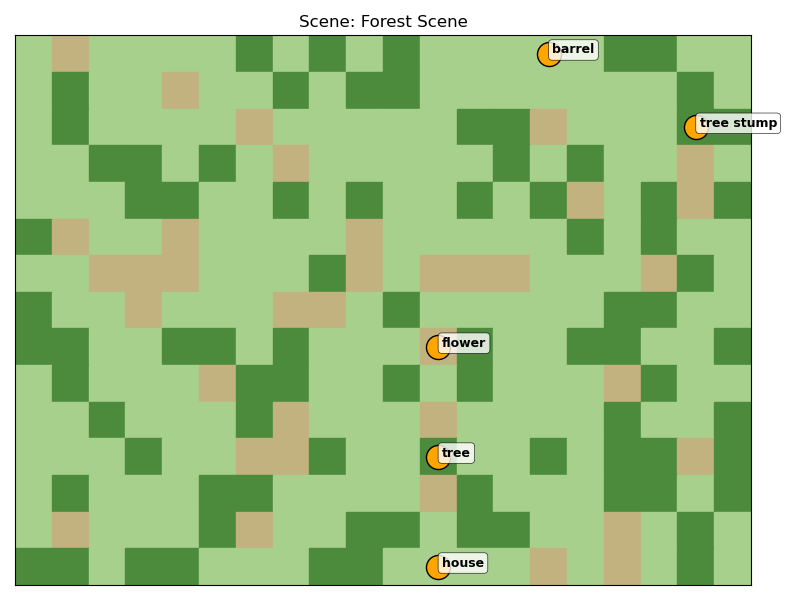 Scene: Forest Scene
barrel
tree stump
flower
tree
house